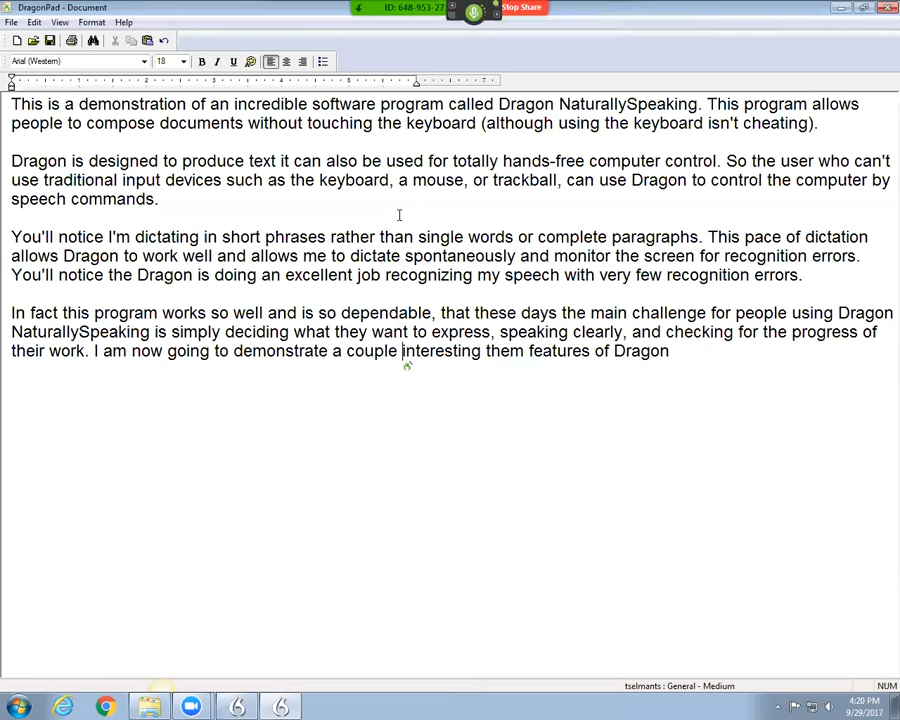 DragonPad - Document
ID: 648-953-27
Stop Share
File Edit View Format Help
Arial (Western) 18 B I U
1 2 3 4 5 7
This is a demonstration of an incredible software program called Dragon NaturallySpeaking. This program allows
people to compose documents without touching the keyboard (although using the keyboard isn't cheating).
Dragon is designed to produce text it can also be used for totally hands-free computer control. So the user who can't
use traditional input devices such as the keyboard, a mouse, or trackball, can use Dragon to control the computer by
speech commands.
You'll notice I'm dictating in short phrases rather than single words or complete paragraphs. This pace of dictation
allows Dragon to work well and allows me to dictate spontaneously and monitor the screen for recognition errors.
You'll notice the Dragon is doing an excellent job recognizing my speech with very few recognition errors.
In fact this program works so well and is so dependable, that these days the main challenge for people using Dragon
NaturallySpeaking is simply deciding what they want to express, speaking clearly, and checking for the progress of
their work. I am now going to demonstrate a couple interesting them features of Dragon
tselmants : General - Medium
NUM
4:20 PM
9/29/2017